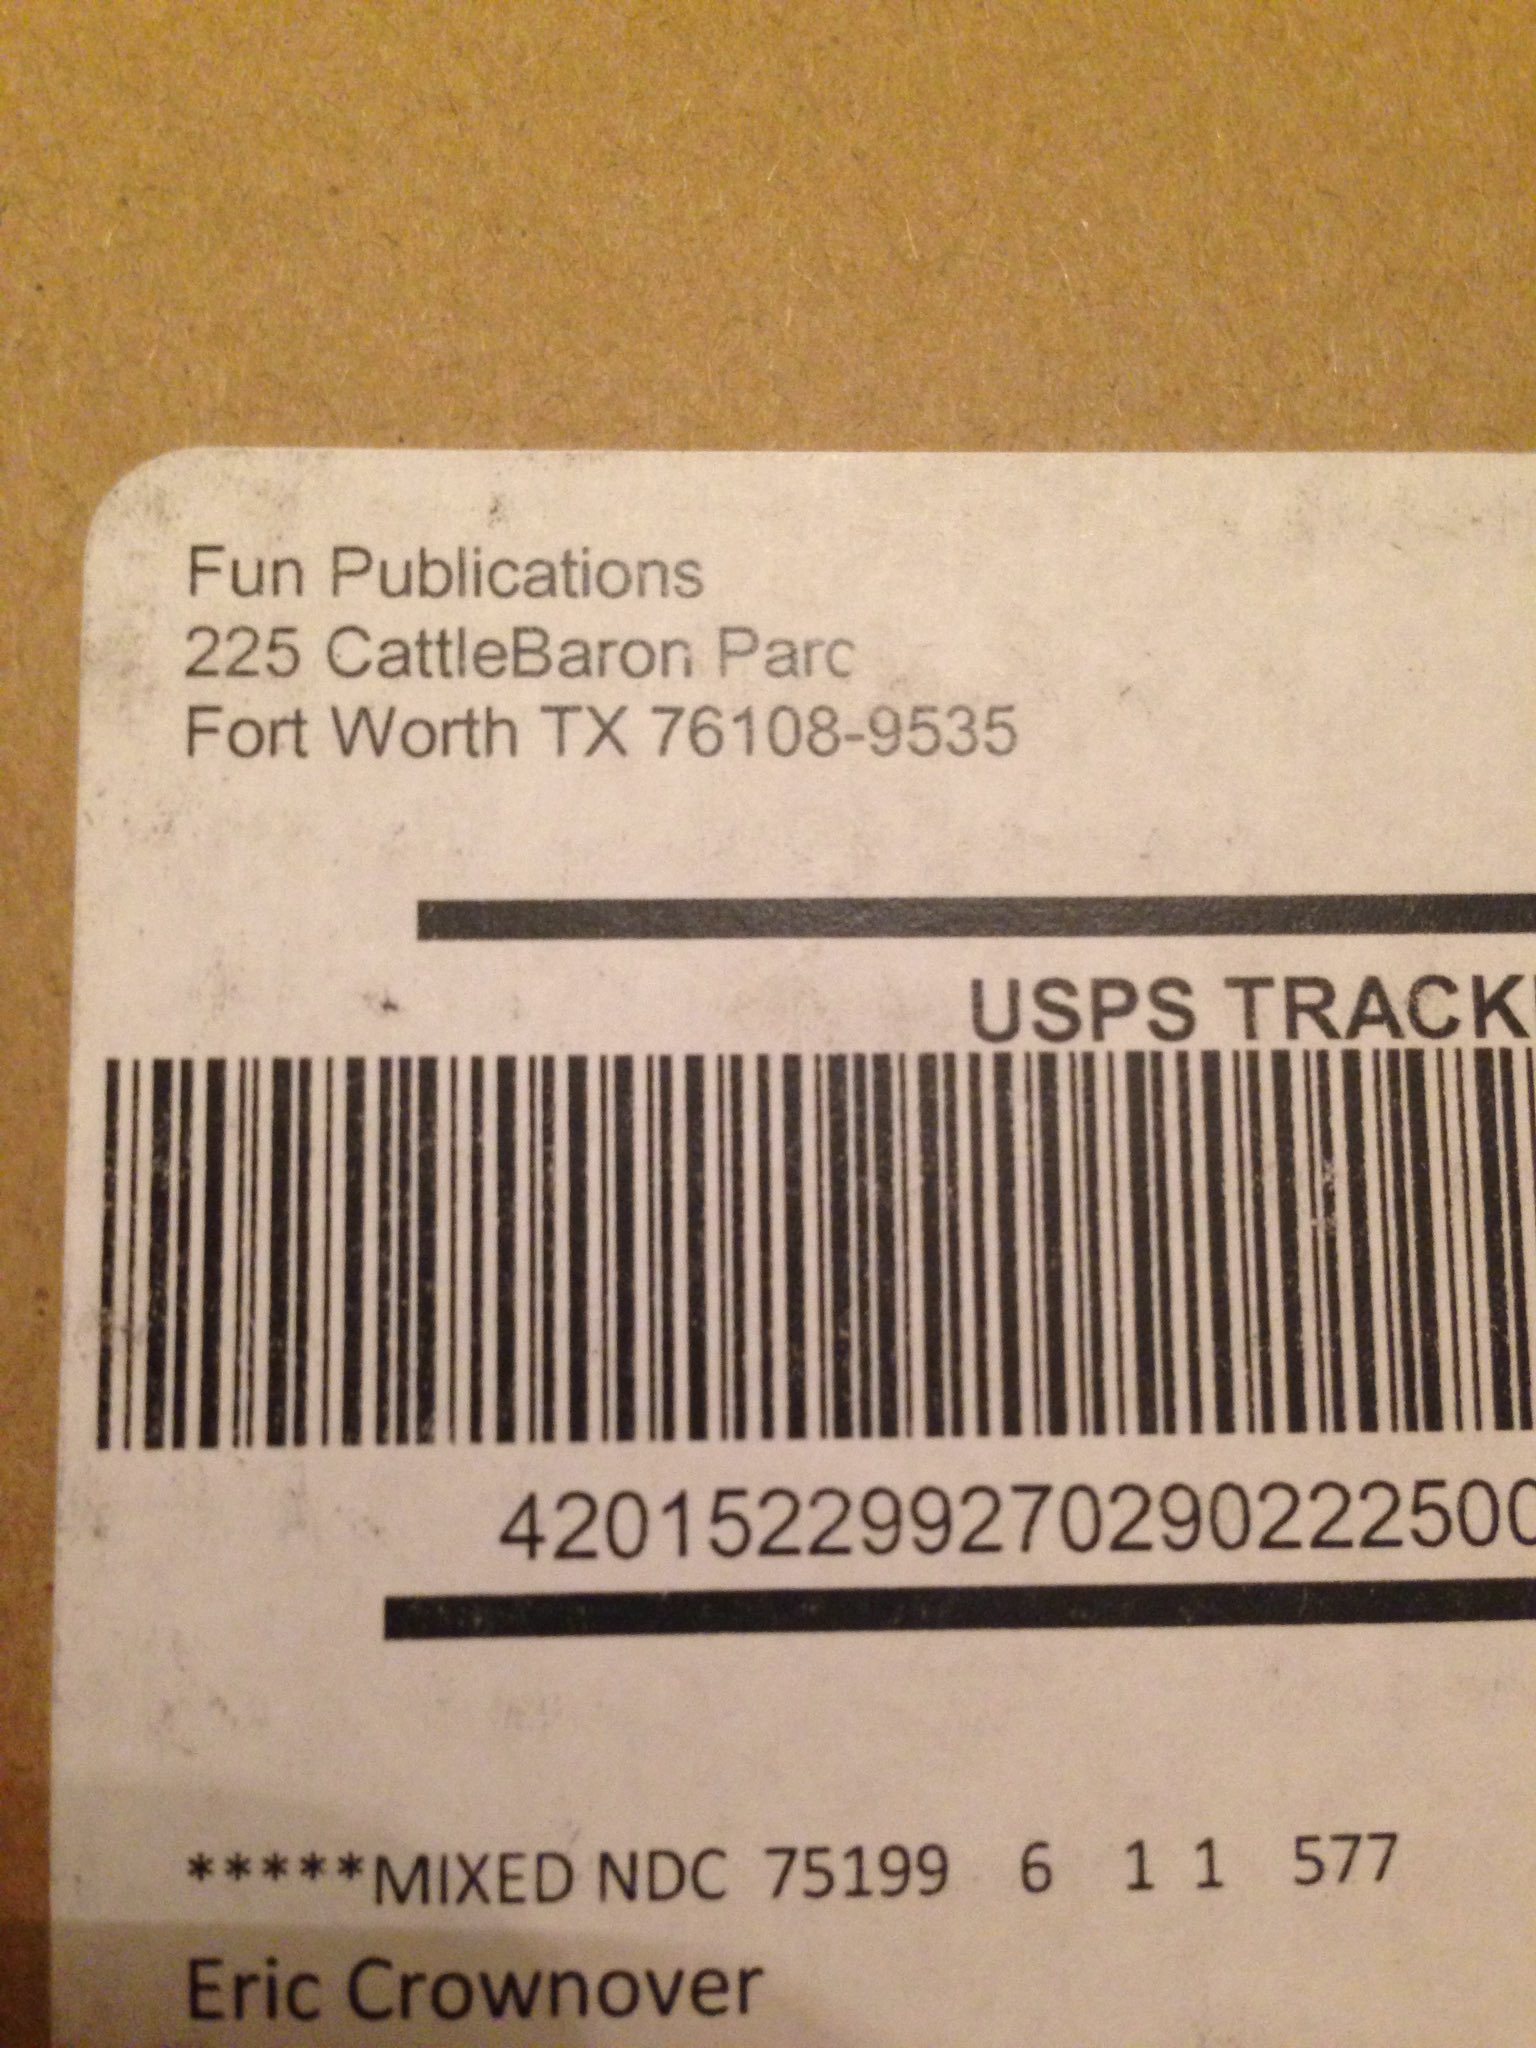 Fun Publications
225 CattleBaron Parc
Fort Worth TX 76108-9535
USPS TRACK
420152299270290222500
*****MIXED NDC 75199 6 1 1 577
Eric Crownover